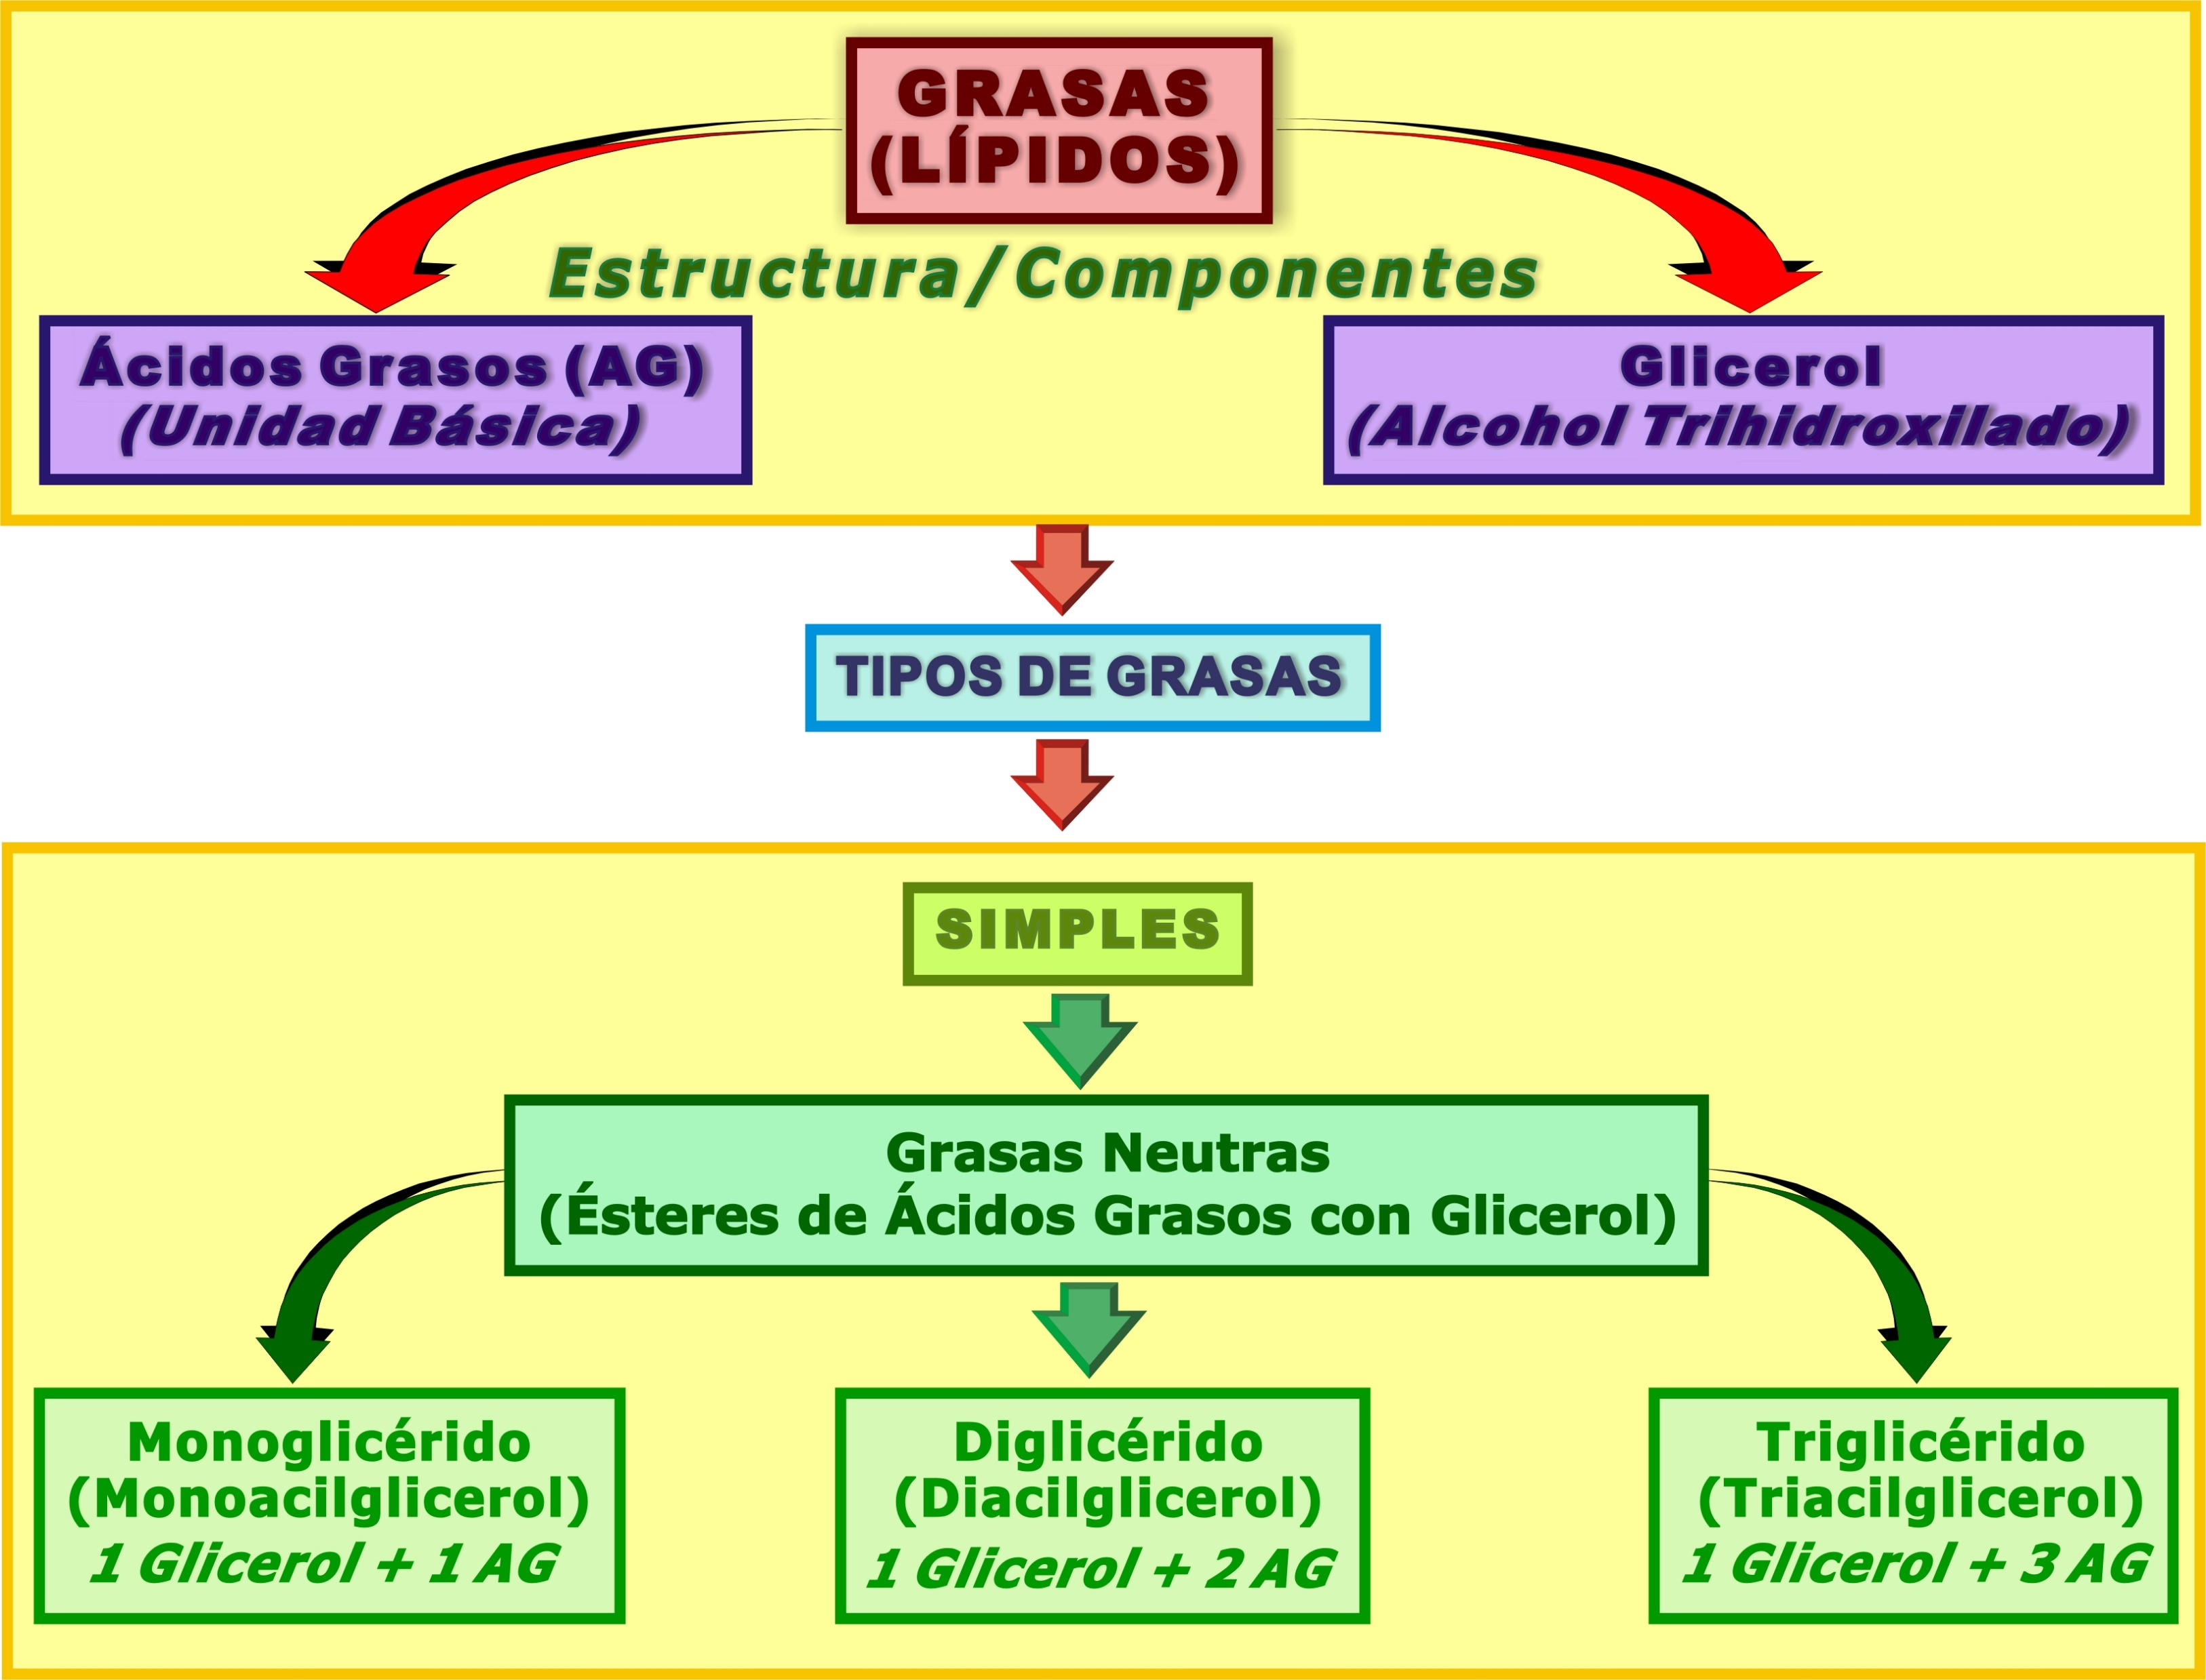 GRASAS
(LÍPIDOS)
Estructura/Componentes
Ácidos Grasos (AG)
(Unidad Básica)
Glicerol
(Alcohol Trihidroxilado)
TIPOS DE GRASAS
SIMPLES
Grasas Neutras
(Ésteres de Ácidos Grasos con Glicerol)
Monoglicérido
(Monoacilglicerol)
1 Glicerol + 1 AG
Diglicérido
(Diacilglicerol)
1 Glicerol + 2 AG
Triglicérido
(Triacilglicerol)
1 Glicerol + 3 AG